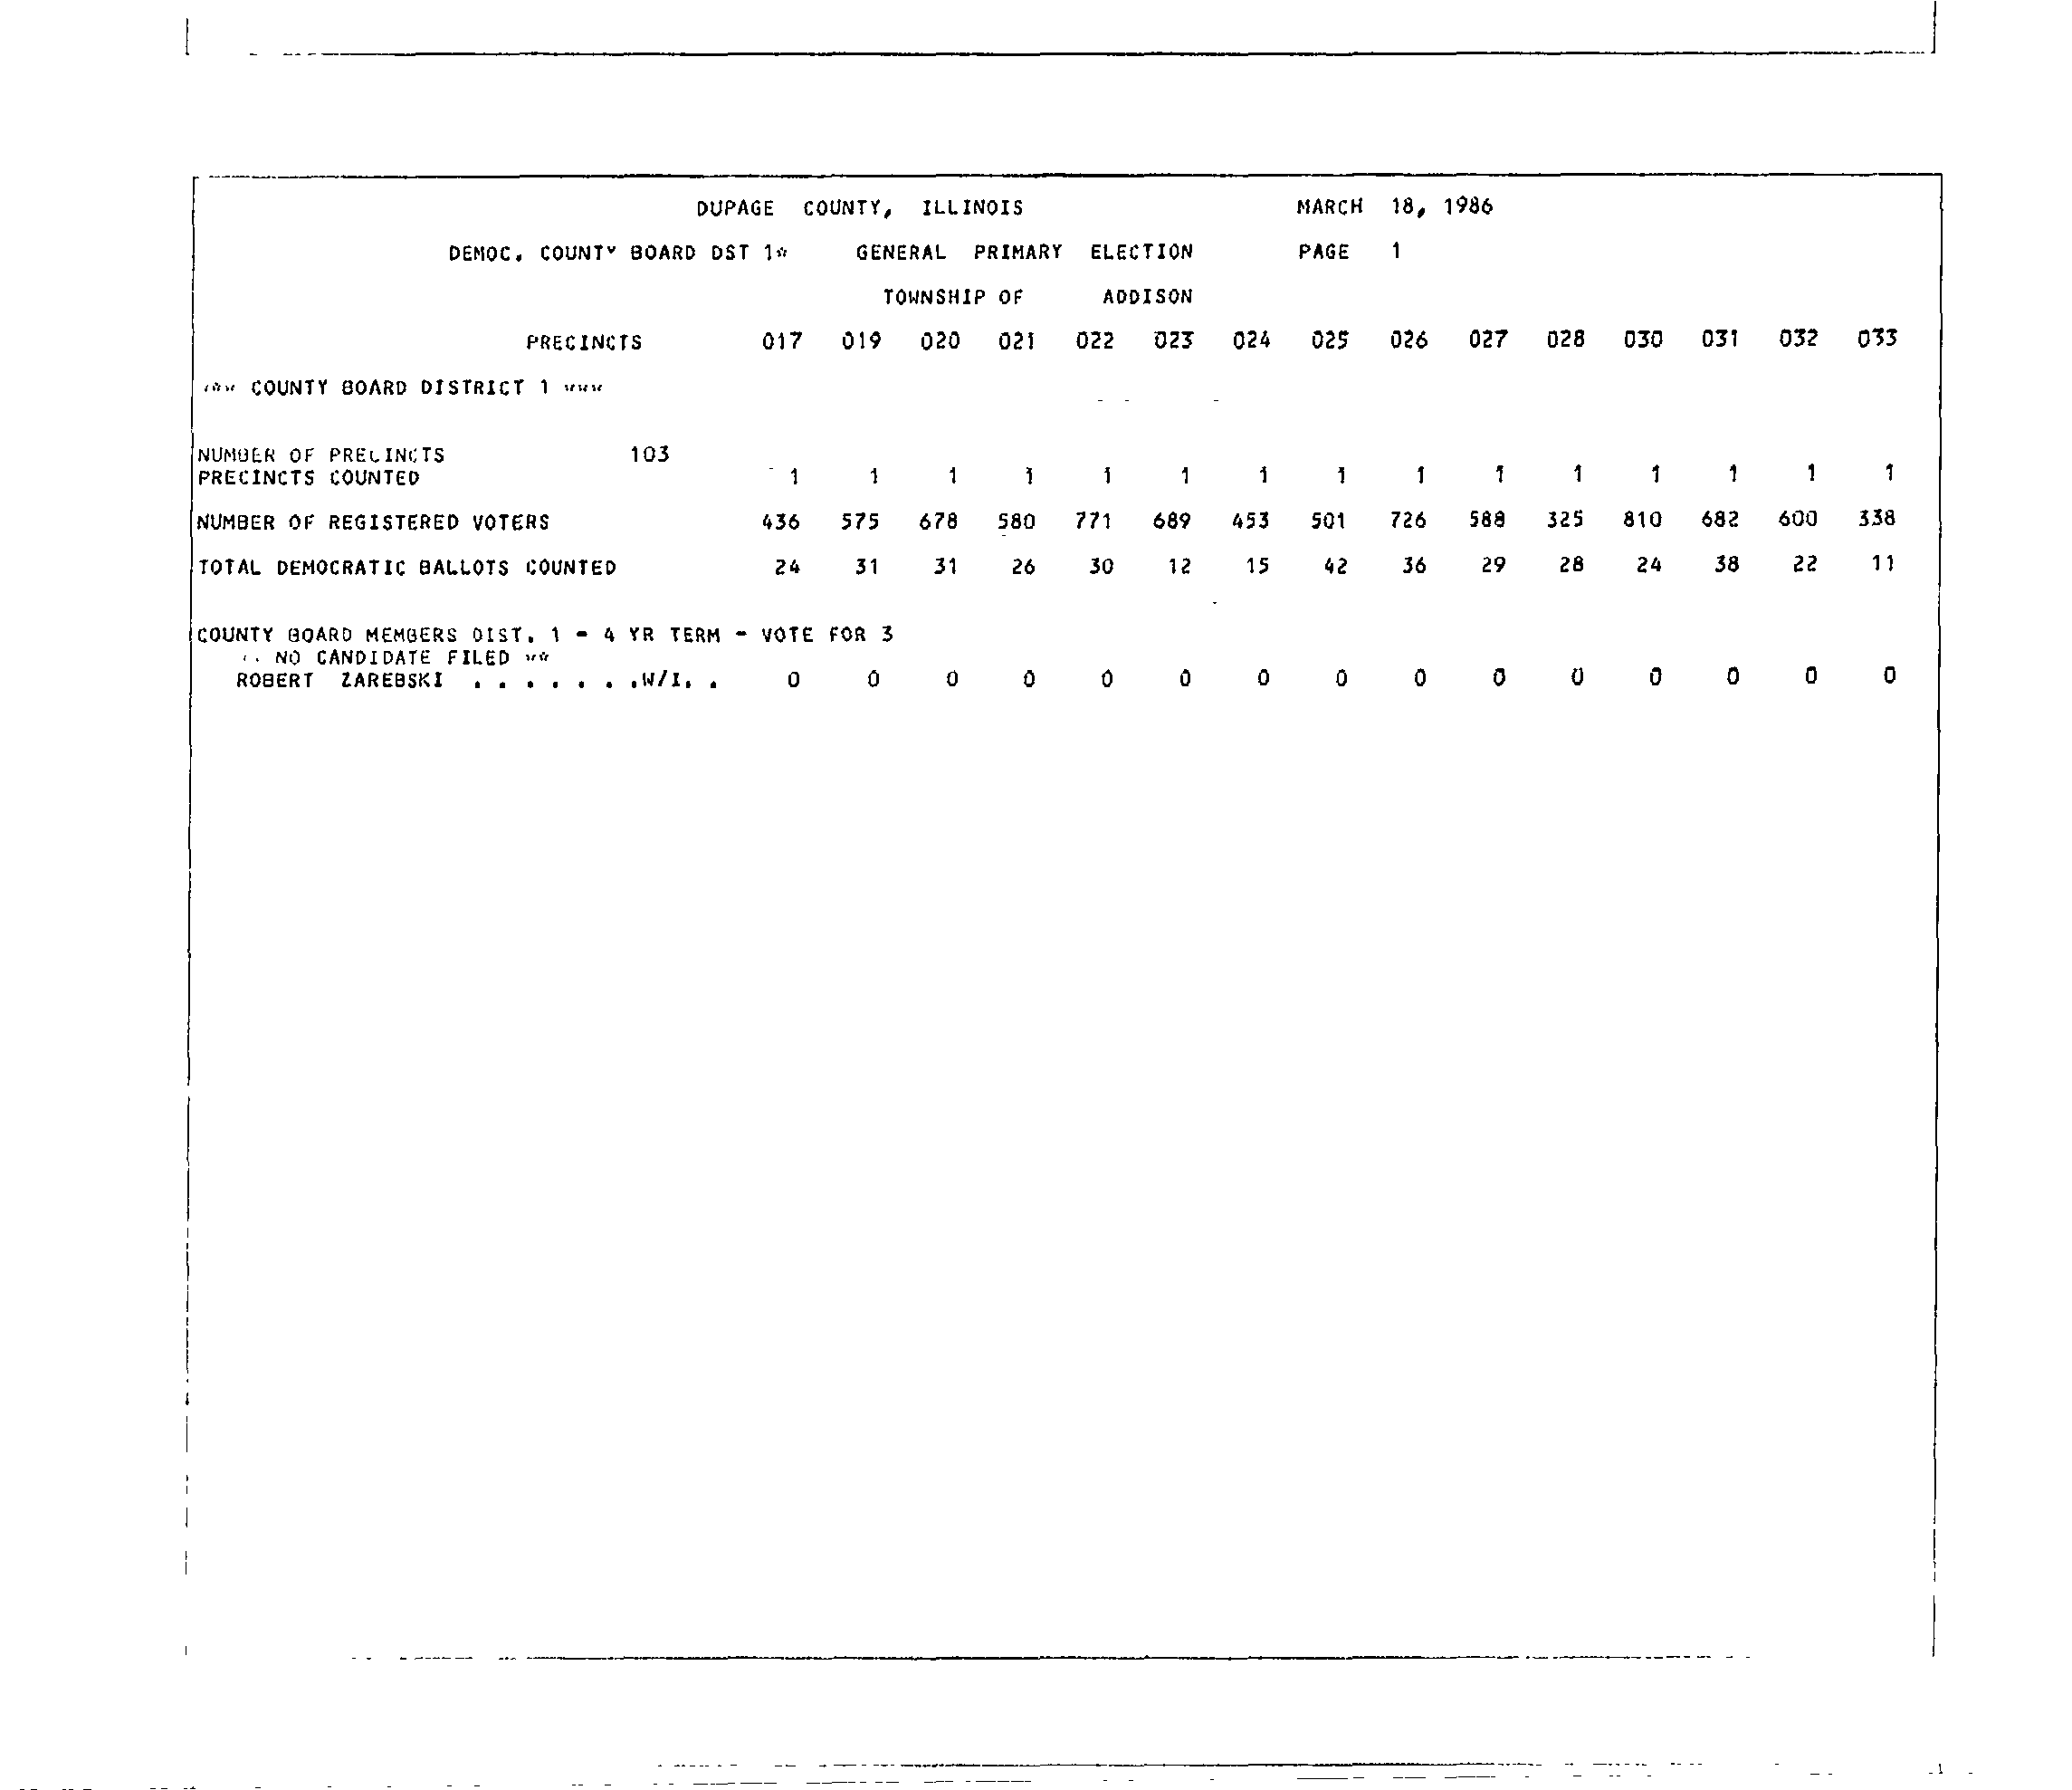 DUPAGE COUNTY, ILLINOIS MARCH 18, 1986
DEMOC. COUNTY BOARD DST 1* GENERAL PRIMARY ELECTION PAGE 1
TOWNSHIP OF ADDISON
PRECINCTS 017 019 020 021 022 023 024 025 026 027 028 030 031 032 033
*** COUNTY BOARD DISTRICT 1 ***
NUMBER OF PRECINCTS 103
PRECINCTS COUNTED 1 1 1 1 1 1 1 1 1 1 1 1 1 1 1
NUMBER OF REGISTERED VOTERS 436 575 678 580 771 689 453 501 726 588 325 810 682 600 338
TOTAL DEMOCRATIC BALLOTS COUNTED 24 31 31 26 30 12 15 42 36 29 28 24 38 22 11
COUNTY BOARD MEMBERS DIST. 1 - 4 YR TERM - VOTE FOR 3
** NO CANDIDATE FILED **
ROBERT ZAREBSKI . . . . . . .W/I. . 0 0 0 0 0 0 0 0 0 0 0 0 0 0 0